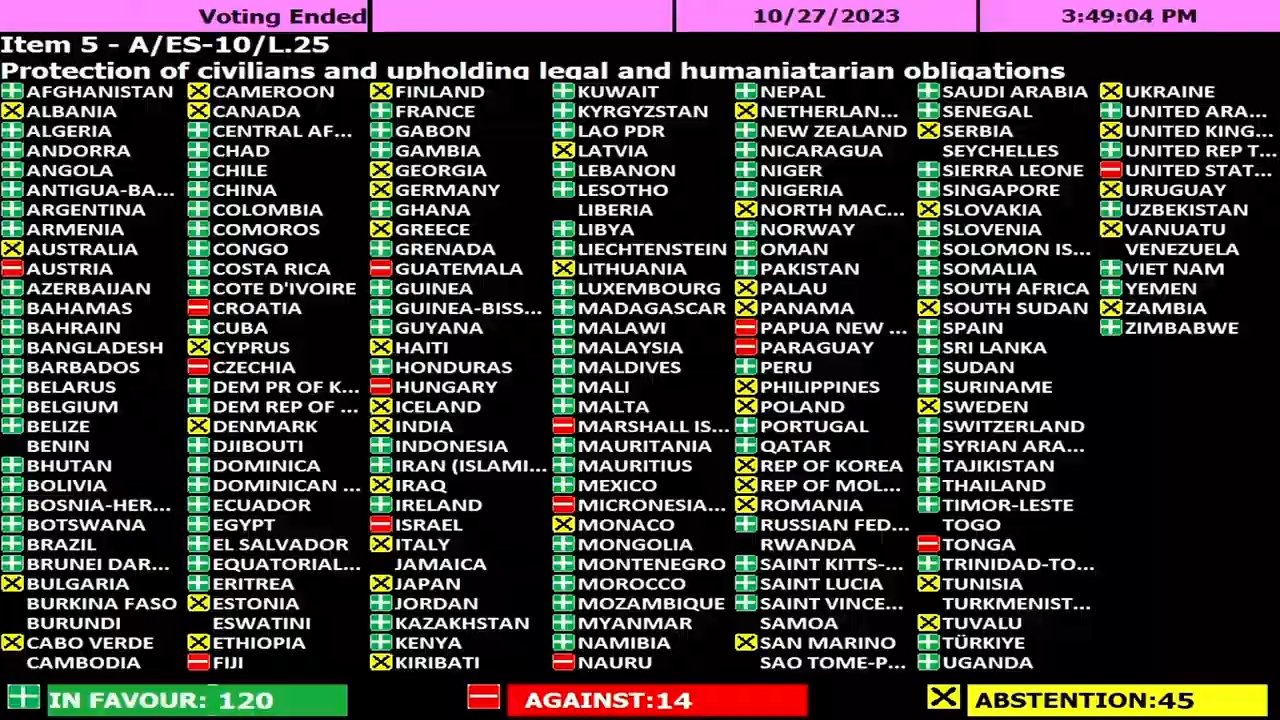 Voting Ended 10/27/2023 3:49:04 PM
Item 5 - A/ES-10/L.25
Protection of civilians and upholding legal and humaniatarian obligations
AFGHANISTAN
ALBANIA
ALGERIA
ANDORRA
ANGOLA
ANTIGUA-BA...
ARGENTINA
ARMENIA
AUSTRALIA
AUSTRIA
AZERBAIJAN
BAHAMAS
BAHRAIN
BANGLADESH
BARBADOS
BELARUS
BELGIUM
BELIZE
BENIN
BHUTAN
BOLIVIA
BOSNIA-HER...
BOTSWANA
BRAZIL
BRUNEI DAR...
BULGARIA
BURKINA FASO
BURUNDI
CABO VERDE
CAMBODIA
CAMEROON
CANADA
CENTRAL AF...
CHAD
CHILE
CHINA
COLOMBIA
COMOROS
CONGO
COSTA RICA
COTE D'IVOIRE
CROATIA
CUBA
CYPRUS
CZECHIA
DEM PR OF K...
DEM REP OF ...
DENMARK
DJIBOUTI
DOMINICA
DOMINICAN ...
ECUADOR
EGYPT
EL SALVADOR
EQUATORIAL...
ERITREA
ESTONIA
ESWATINI
ETHIOPIA
FIJI
FINLAND
FRANCE
GABON
GAMBIA
GEORGIA
GERMANY
GHANA
GREECE
GRENADA
GUATEMALA
GUINEA
GUINEA-BISS...
GUYANA
HAITI
HONDURAS
HUNGARY
ICELAND
INDIA
INDONESIA
IRAN (ISLAMI...
IRAQ
IRELAND
ISRAEL
ITALY
JAMAICA
JAPAN
JORDAN
KAZAKHSTAN
KENYA
KIRIBATI
KUWAIT
KYRGYZSTAN
LAO PDR
LATVIA
LEBANON
LESOTHO
LIBERIA
LIBYA
LIECHTENSTEIN
LITHUANIA
LUXEMBOURG
MADAGASCAR
MALAWI
MALAYSIA
MALDIVES
MALI
MALTA
MARSHALL IS...
MAURITANIA
MAURITIUS
MEXICO
MICRONESIA...
MONACO
MONGOLIA
MONTENEGRO
MOROCCO
MOZAMBIQUE
MYANMAR
NAMIBIA
NAURU
NEPAL
NETHERLAN...
NEW ZEALAND
NICARAGUA
NIGER
NIGERIA
NORTH MAC...
NORWAY
OMAN
PAKISTAN
PALAU
PANAMA
PAPUA NEW ...
PARAGUAY
PERU
PHILIPPINES
POLAND
PORTUGAL
QATAR
REP OF KOREA
REP OF MOL...
ROMANIA
RUSSIAN FED...
RWANDA
SAINT KITTS-...
SAINT LUCIA
SAINT VINCE...
SAMOA
SAN MARINO
SAO TOME-P...
SAUDI ARABIA
SENEGAL
SERBIA
SEYCHELLES
SIERRA LEONE
SINGAPORE
SLOVAKIA
SLOVENIA
SOLOMON IS...
SOMALIA
SOUTH AFRICA
SOUTH SUDAN
SPAIN
SRI LANKA
SUDAN
SURINAME
SWEDEN
SWITZERLAND
SYRIAN ARA...
TAJIKISTAN
THAILAND
TIMOR-LESTE
TOGO
TONGA
TRINIDAD-TO...
TUNISIA
TURKMENIST...
TUVALU
TÜRKIYE
UGANDA
UKRAINE
UNITED ARA...
UNITED KING...
UNITED REP T...
UNITED STAT...
URUGUAY
UZBEKISTAN
VANUATU
VENEZUELA
VIET NAM
YEMEN
ZAMBIA
ZIMBABWE
IN FAVOUR: 120 AGAINST:14 ABSTENTION:45